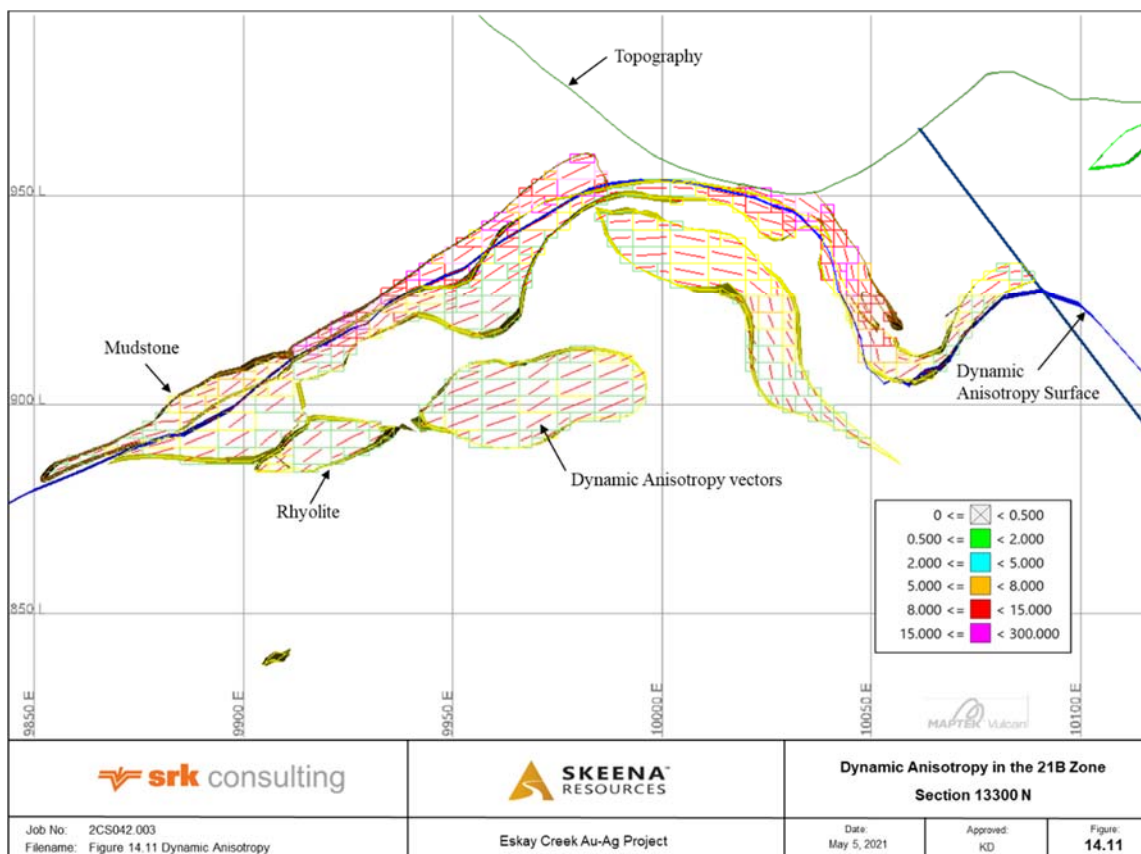 Topography
950 L
Mudstone
Dynamic
Anisotropy Surface
900 L
Dynamic Anisotropy vectors
Rhyolite
0 <= < 0.500
0.500 <= < 2.000
2.000 <= < 5.000
5.000 <= < 8.000
8.000 <= < 15.000
15.000 <= < 300.000
850 L
9850 E
9900 E
9950 E
10000 E
10050 E
10100 E
MAPTEK Vulcan
srk consulting
SKEENA™
RESOURCES
Dynamic Anisotropy in the 21B Zone
Section 13300 N
Job No: 2CS042.003
Filename: Figure 14.11 Dynamic Anisotropy
Eskay Creek Au-Ag Project
Date:
May 5, 2021
Approved:
KD
Figure:
14.11